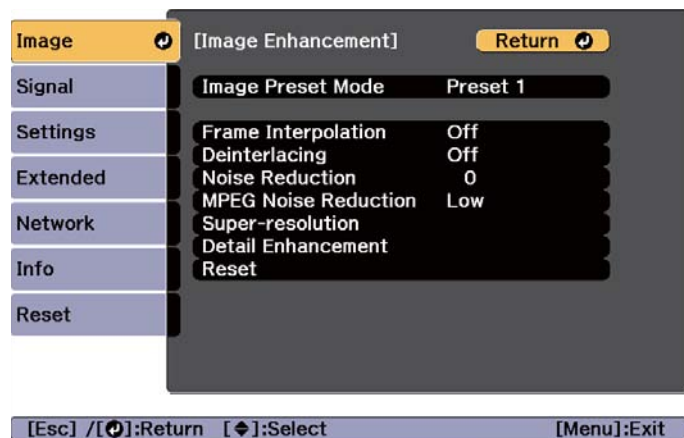 Image
Signal
Settings
Extended
Network
Info
Reset
[Image Enhancement] Return
Image Preset Mode Preset 1
Frame Interpolation Off
Deinterlacing Off
Noise Reduction 0
MPEG Noise Reduction Low
Super-resolution
Detail Enhancement
Reset
[Esc] /[ ]:Return [ ]:Select [Menu]:Exit